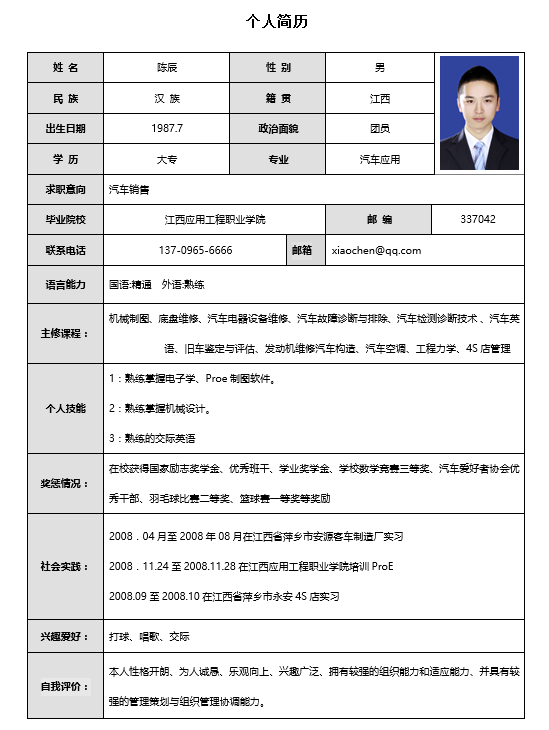 个人简历
姓 名 陈辰 性 别 男
民 族 汉 族 籍 贯 江西
出生日期 1987.7 政治面貌 团员
学 历 大专 专业 汽车应用
求职意向 汽车销售
毕业院校 江西应用工程职业学院 邮 编 337042
联系电话 137-0965-6666 邮箱 xiaochen@qq.com
语言能力 国语:精通 外语:熟练
主修课程： 机械制图、底盘维修、汽车电器设备维修、汽车故障诊断与排除、汽车检测诊断技术 、汽车英
语、旧车鉴定与评估、发动机维修汽车构造、汽车空调、工程力学、4S 店管理
个人技能
1：熟练掌握电子学、Proe 制图软件。
2：熟练掌握机械设计。
3：熟练的交际英语
奖惩情况： 在校获得国家励志奖学金、优秀班干、学业奖学金、学校数学竞赛三等奖、汽车爱好者协会优
秀干部、羽毛球比赛二等奖、篮球赛一等奖等奖励
社会实践：
2008．04 月至 2008 年 08 月在江西省萍乡市安源客车制造厂实习
2008．11.24 至 2008.11.28 在江西应用工程职业学院培训 ProE
2008.09 至 2008.10 在江西省萍乡市永安 4S 店实习
兴趣爱好： 打球、唱歌、交际
自我评价： 本人性格开朗、为人诚恳、乐观向上、兴趣广泛、拥有较强的组织能力和适应能力、并具有较
强的管理策划与组织管理协调能力。